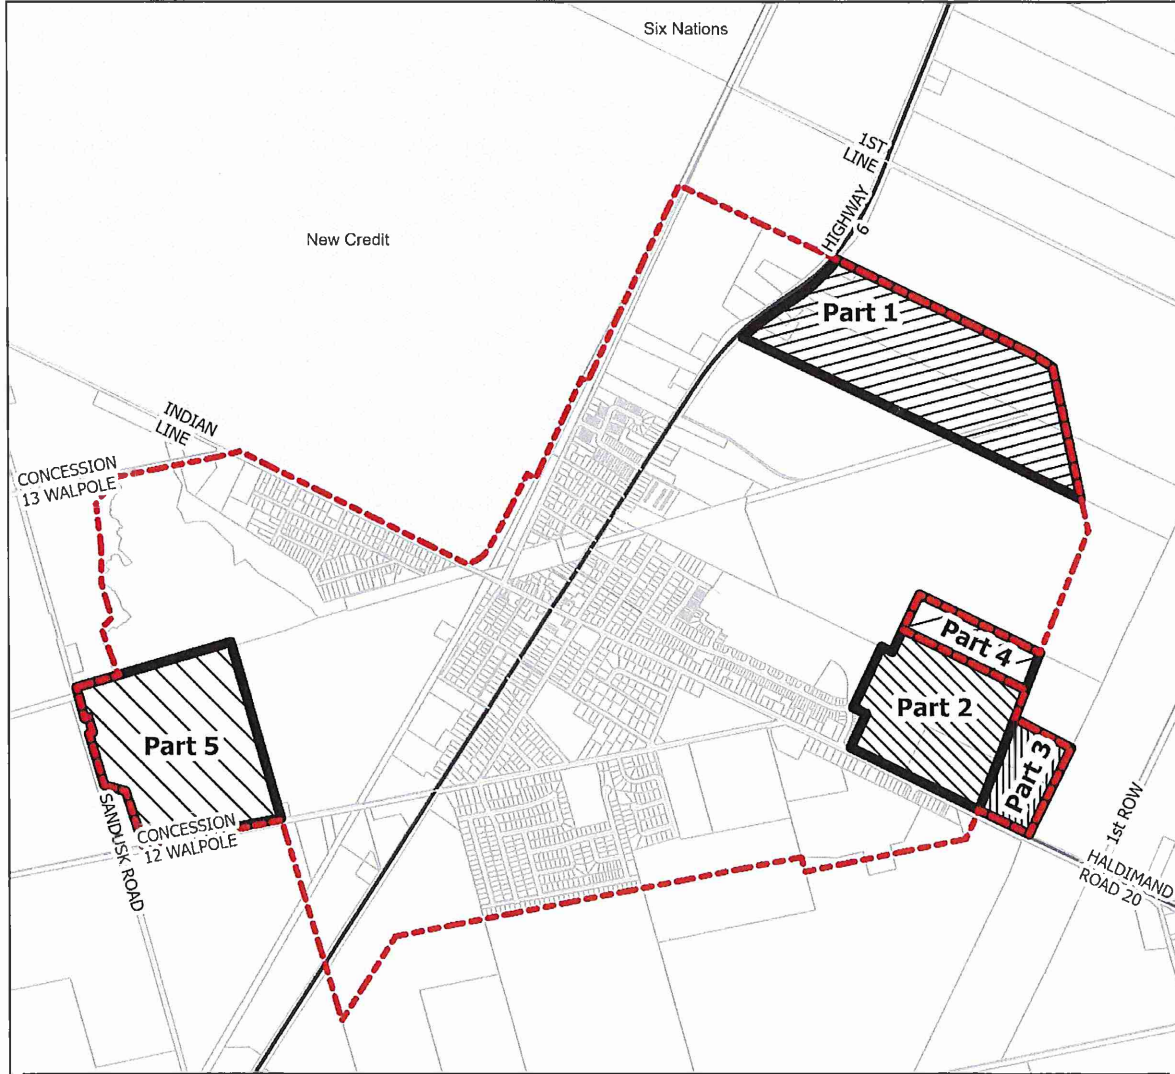 Six Nations
1ST
LINE
HIGHWAY
6
New Credit
Part 1
INDIAN
LINE
CONCESSION
13 WALPOLE
Part 4
Part 2
Part 5
Part 3
1st ROW
SANDUSK ROAD
CONCESSION
12 WALPOLE
HALDIMAND
ROAD 20